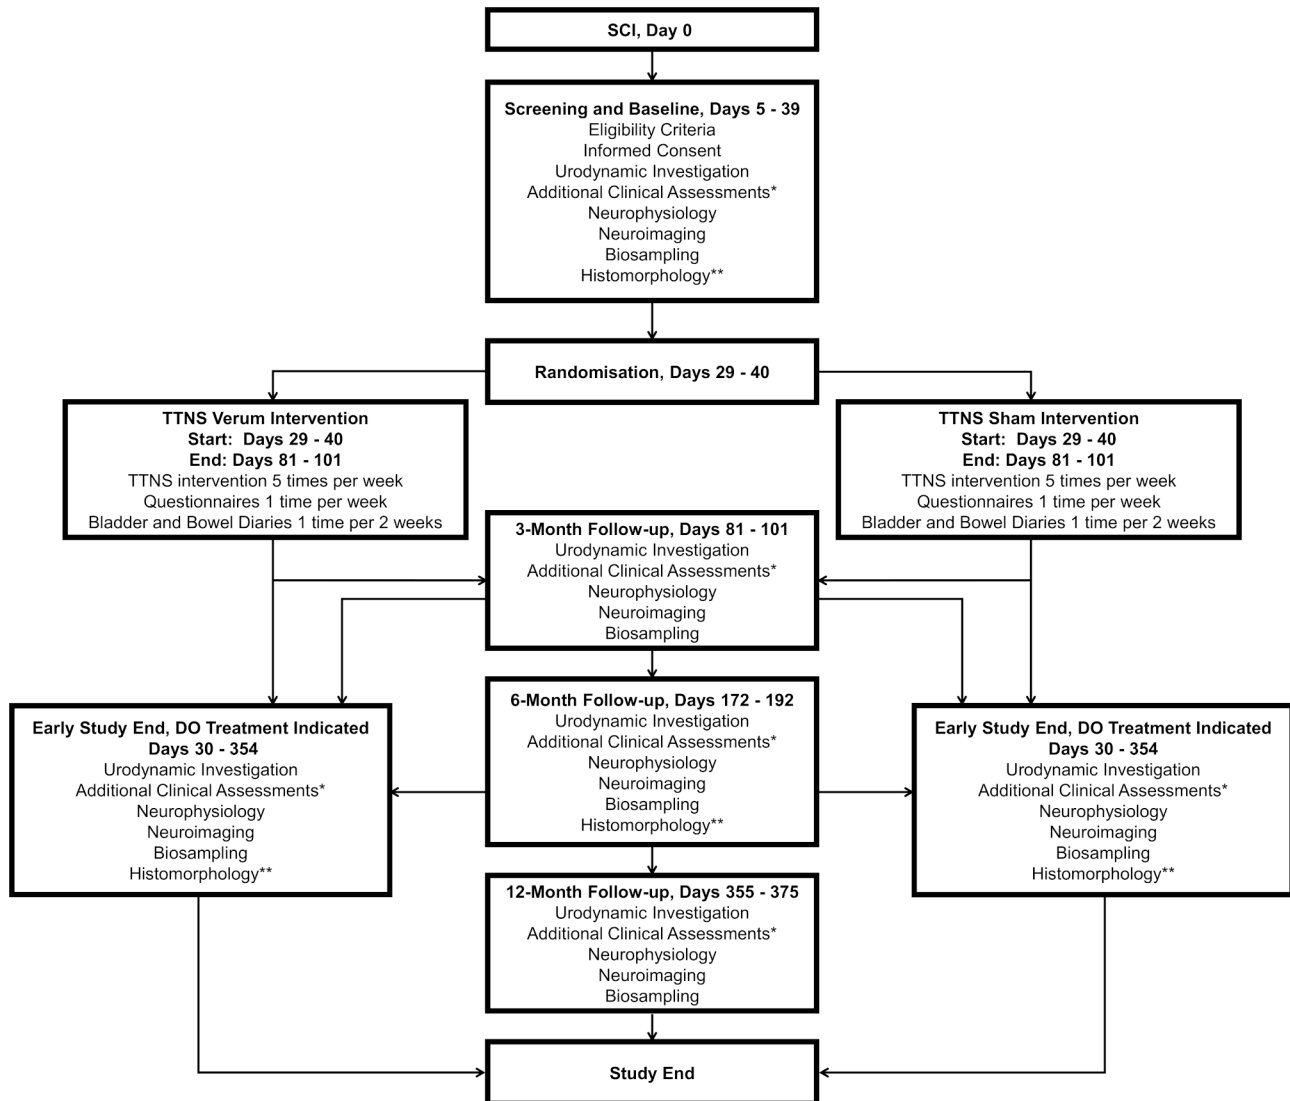 SCI, Day 0
Screening and Baseline, Days 5 - 39
Eligibility Criteria
Informed Consent
Urodynamic Investigation
Additional Clinical Assessments*
Neurophysiology
Neuroimaging
Biosampling
Histomorphology**
Randomisation, Days 29 - 40
TTNS Verum Intervention
Start:  Days 29 - 40
End: Days 81 - 101
TTNS intervention 5 times per week
Questionnaires 1 time per week
Bladder and Bowel Diaries 1 time per 2 weeks
TTNS Sham Intervention
Start:  Days 29 - 40
End: Days 81 - 101
TTNS intervention 5 times per week
Questionnaires 1 time per week
Bladder and Bowel Diaries 1 time per 2 weeks
3-Month Follow-up, Days 81 - 101
Urodynamic Investigation
Additional Clinical Assessments*
Neurophysiology
Neuroimaging
Biosampling
Early Study End, DO Treatment Indicated
Days 30 - 354
Urodynamic Investigation
Additional Clinical Assessments*
Neurophysiology
Neuroimaging
Biosampling
Histomorphology**
6-Month Follow-up, Days 172 - 192
Urodynamic Investigation
Additional Clinical Assessments*
Neurophysiology
Neuroimaging
Biosampling
Histomorphology**
Early Study End, DO Treatment Indicated
Days 30 - 354
Urodynamic Investigation
Additional Clinical Assessments*
Neurophysiology
Neuroimaging
Biosampling
Histomorphology**
12-Month Follow-up, Days 355 - 375
Urodynamic Investigation
Additional Clinical Assessments*
Neurophysiology
Neuroimaging
Biosampling
Study End